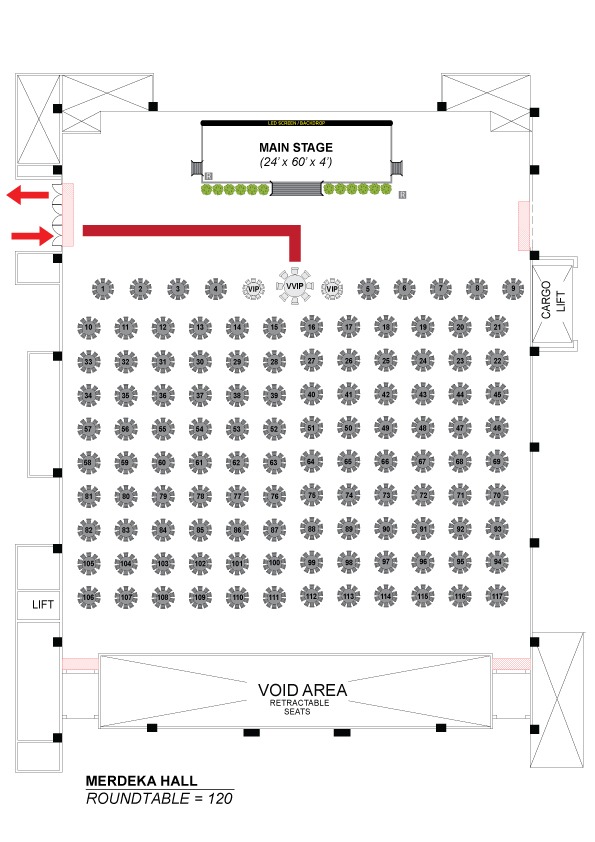 LED SCREEN / BACKDROP
MAIN STAGE
(24' x 60' x 4')
R
R
CARGO
LIFT
1 2 3 4 VIP VVIP VIP 5 6 7 8 9
10 11 12 13 14 15 16 17 18 19 20 21
33 32 31 30 29 28 27 26 25 24 23 22
34 35 36 37 38 39 40 41 42 43 44 45
57 56 55 54 53 52 51 50 49 48 47 46
58 59 60 61 62 63 64 65 66 67 68 69
81 80 79 78 77 76 75 74 73 72 71 70
82 83 84 85 86 87 88 89 90 91 92 93
105 104 103 102 101 100 99 98 97 96 95 94
106 107 108 109 110 111 112 113 114 115 116 117
LIFT
VOID AREA
RETRACTABLE
SEATS
MERDEKA HALL
ROUNDTABLE = 120